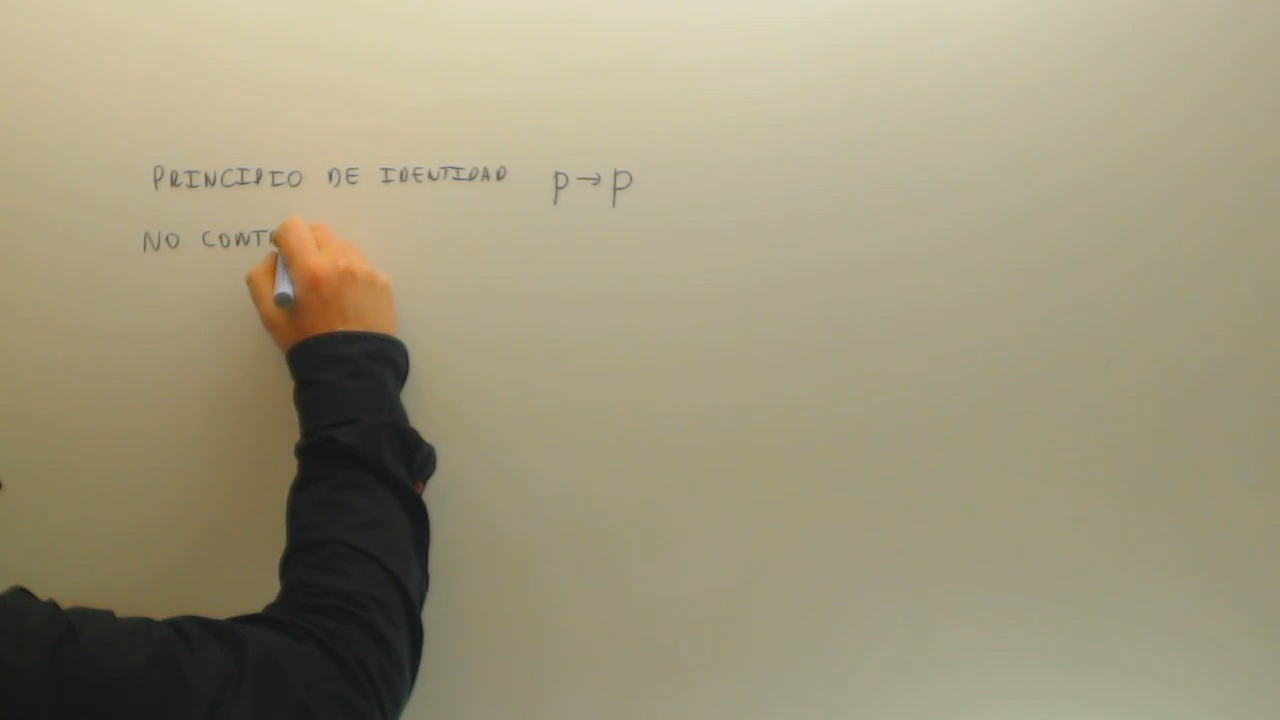 PRINCIPIO DE IDENTIDAD p → p
NO CONT